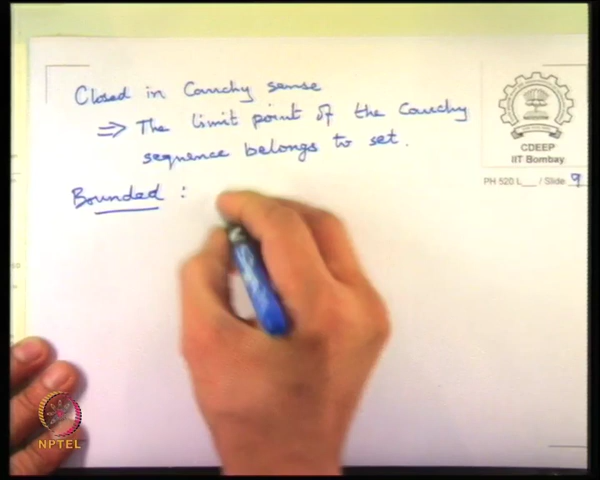 Closed in Cauchy sense
⇒ The limit point of the Cauchy
sequence belongs to set.
Bounded :
CDEEP
IIT Bombay
PH 520 L___ / Slide 9
NPTEL